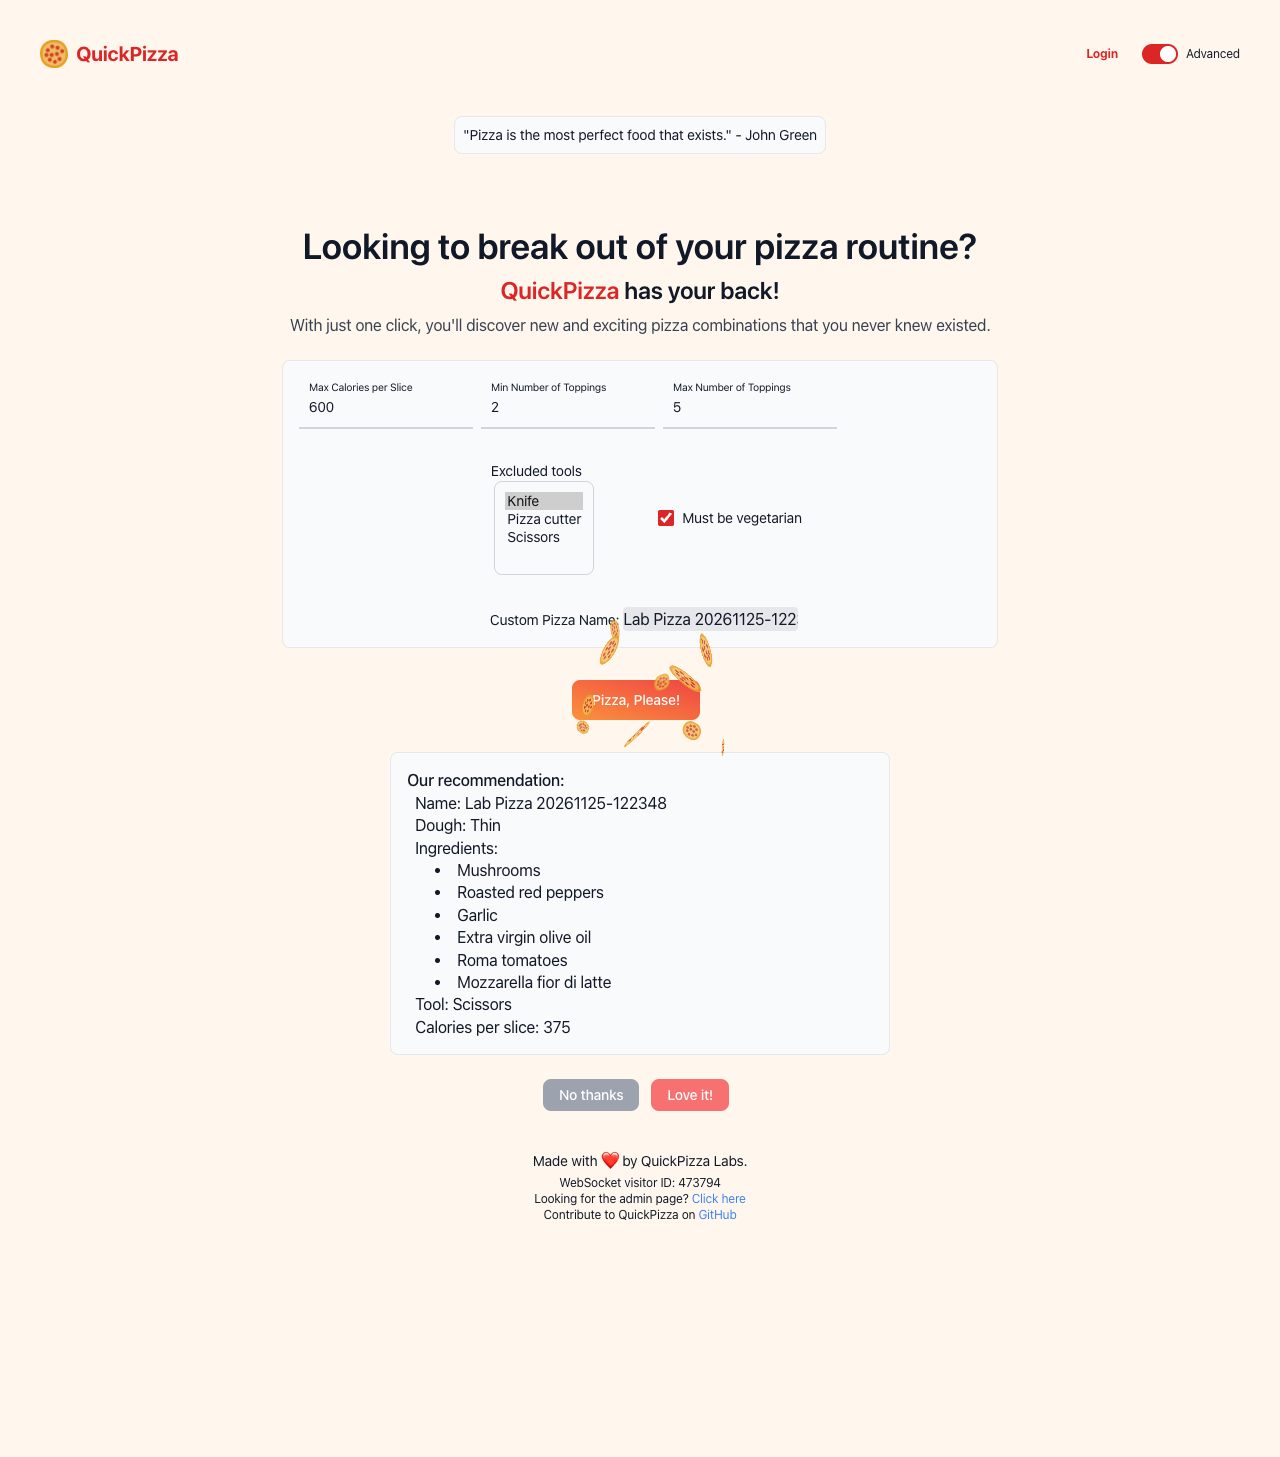 QuickPizza
Login
Advanced
"Pizza is the most perfect food that exists." - John Green
Looking to break out of your pizza routine?
QuickPizza has your back!
With just one click, you'll discover new and exciting pizza combinations that you never knew existed.
Max Calories per Slice
600
Min Number of Toppings
2
Max Number of Toppings
5
Excluded tools
Knife
Pizza cutter
Scissors
Must be vegetarian
Custom Pizza Name: Lab Pizza 20261125-122
Pizza, Please!
Our recommendation:
Name: Lab Pizza 20261125-122348
Dough: Thin
Ingredients:
• Mushrooms
• Roasted red peppers
• Garlic
• Extra virgin olive oil
• Roma tomatoes
• Mozzarella fior di latte
Tool: Scissors
Calories per slice: 375
No thanks
Love it!
Made with ❤️ by QuickPizza Labs.
WebSocket visitor ID: 473794
Looking for the admin page? Click here
Contribute to QuickPizza on GitHub